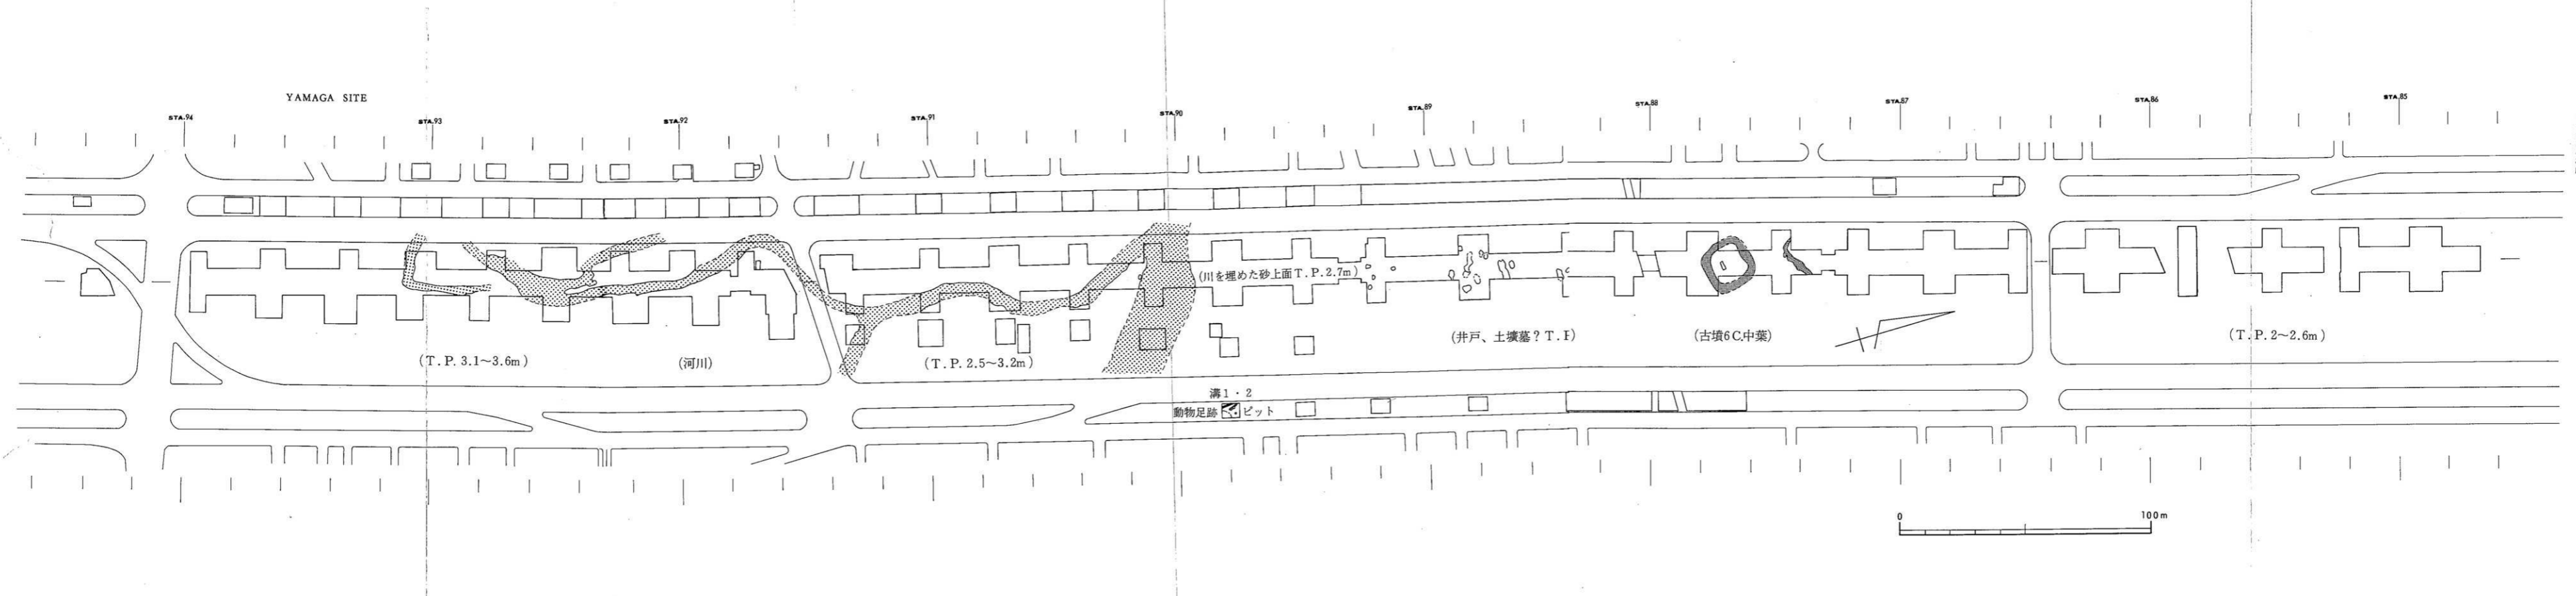 YAMAGA SITE
STA.94
STA.93
STA.92
STA.91
STA.90
STA.89
STA.88
STA.87
STA.86
STA.85
(川を埋めた砂上面T.P.2.7m)
(T.P.3.1～3.6m)
(河川)
(T.P.2.5～3.2m)
(井戸、土壙墓?T.P
(古墳6C.中葉)
(T.P.2～2.6m)
溝1・2
動物足跡
ピット
0
100m